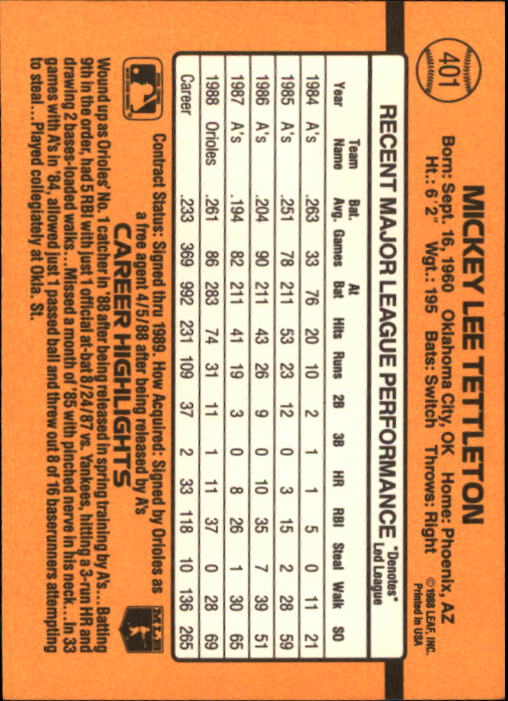 401
MICKEY LEE TETTLETON
Born: Sept. 16, 1960 Oklahoma City, OK Home: Phoenix, AZ
Ht.: 6'2" Wgt.: 195 Bats: Switch Throws: Right
©1988 LEAF, INC.
Printed in USA
RECENT MAJOR LEAGUE PERFORMANCE
"Denotes"
Led League
Year Team Name Bat. Avg. Games At Bat Hits Runs 2B 3B HR RBI Steal Walk SO
1984 A's .263 33 76 20 10 2 1 1 5 0 11 21
1985 A's .251 78 211 53 23 12 0 3 15 2 28 59
1986 A's .204 90 211 43 26 9 0 10 35 7 39 51
1987 A's .194 82 211 41 19 3 0 8 26 1 30 65
1988 Orioles .261 86 283 74 31 11 1 11 37 0 28 69
Career .233 369 992 231 109 37 2 33 118 10 136 265
Contract Status: Signed thru 1989. How Acquired: Signed by Orioles as
a free agent 4/5/88 after being released by A's
CAREER HIGHLIGHTS
MLB
Wound up as Orioles' No. 1 catcher in '88 after being released in spring training by A's...Batting
9th in the order, had 5 RBI with just 1 official at-bat 8/24/87 vs. Yankees, hitting a 3-run HR and
drawing 2 bases-loaded walks...Missed a month of '85 with pinched nerve in his neck...In 33
games with A's in '84, allowed just 1 passed ball and threw out 8 of 16 baserunners attempting
to steal...Played collegiately at Okla. St.